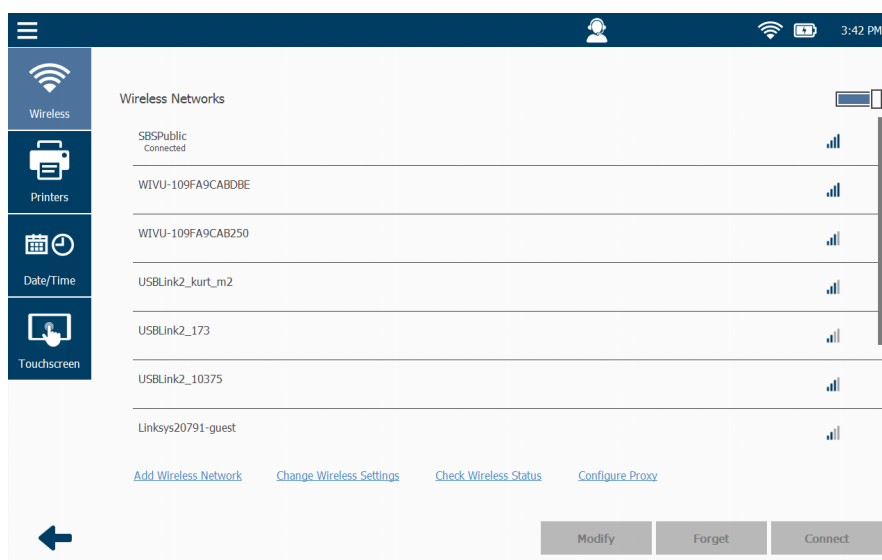 3:42 PM
Wireless
Wireless Networks
SBSPublic
Connected
Printers
WIVU-109FA9CABDBE
WIVU-109FA9CAB250
Date/Time
USBLink2_kurt_m2
USBLink2_173
Touchscreen
USBLink2_10375
Linksys20791-guest
Add Wireless Network Change Wireless Settings Check Wireless Status Configure Proxy
Modify Forget Connect